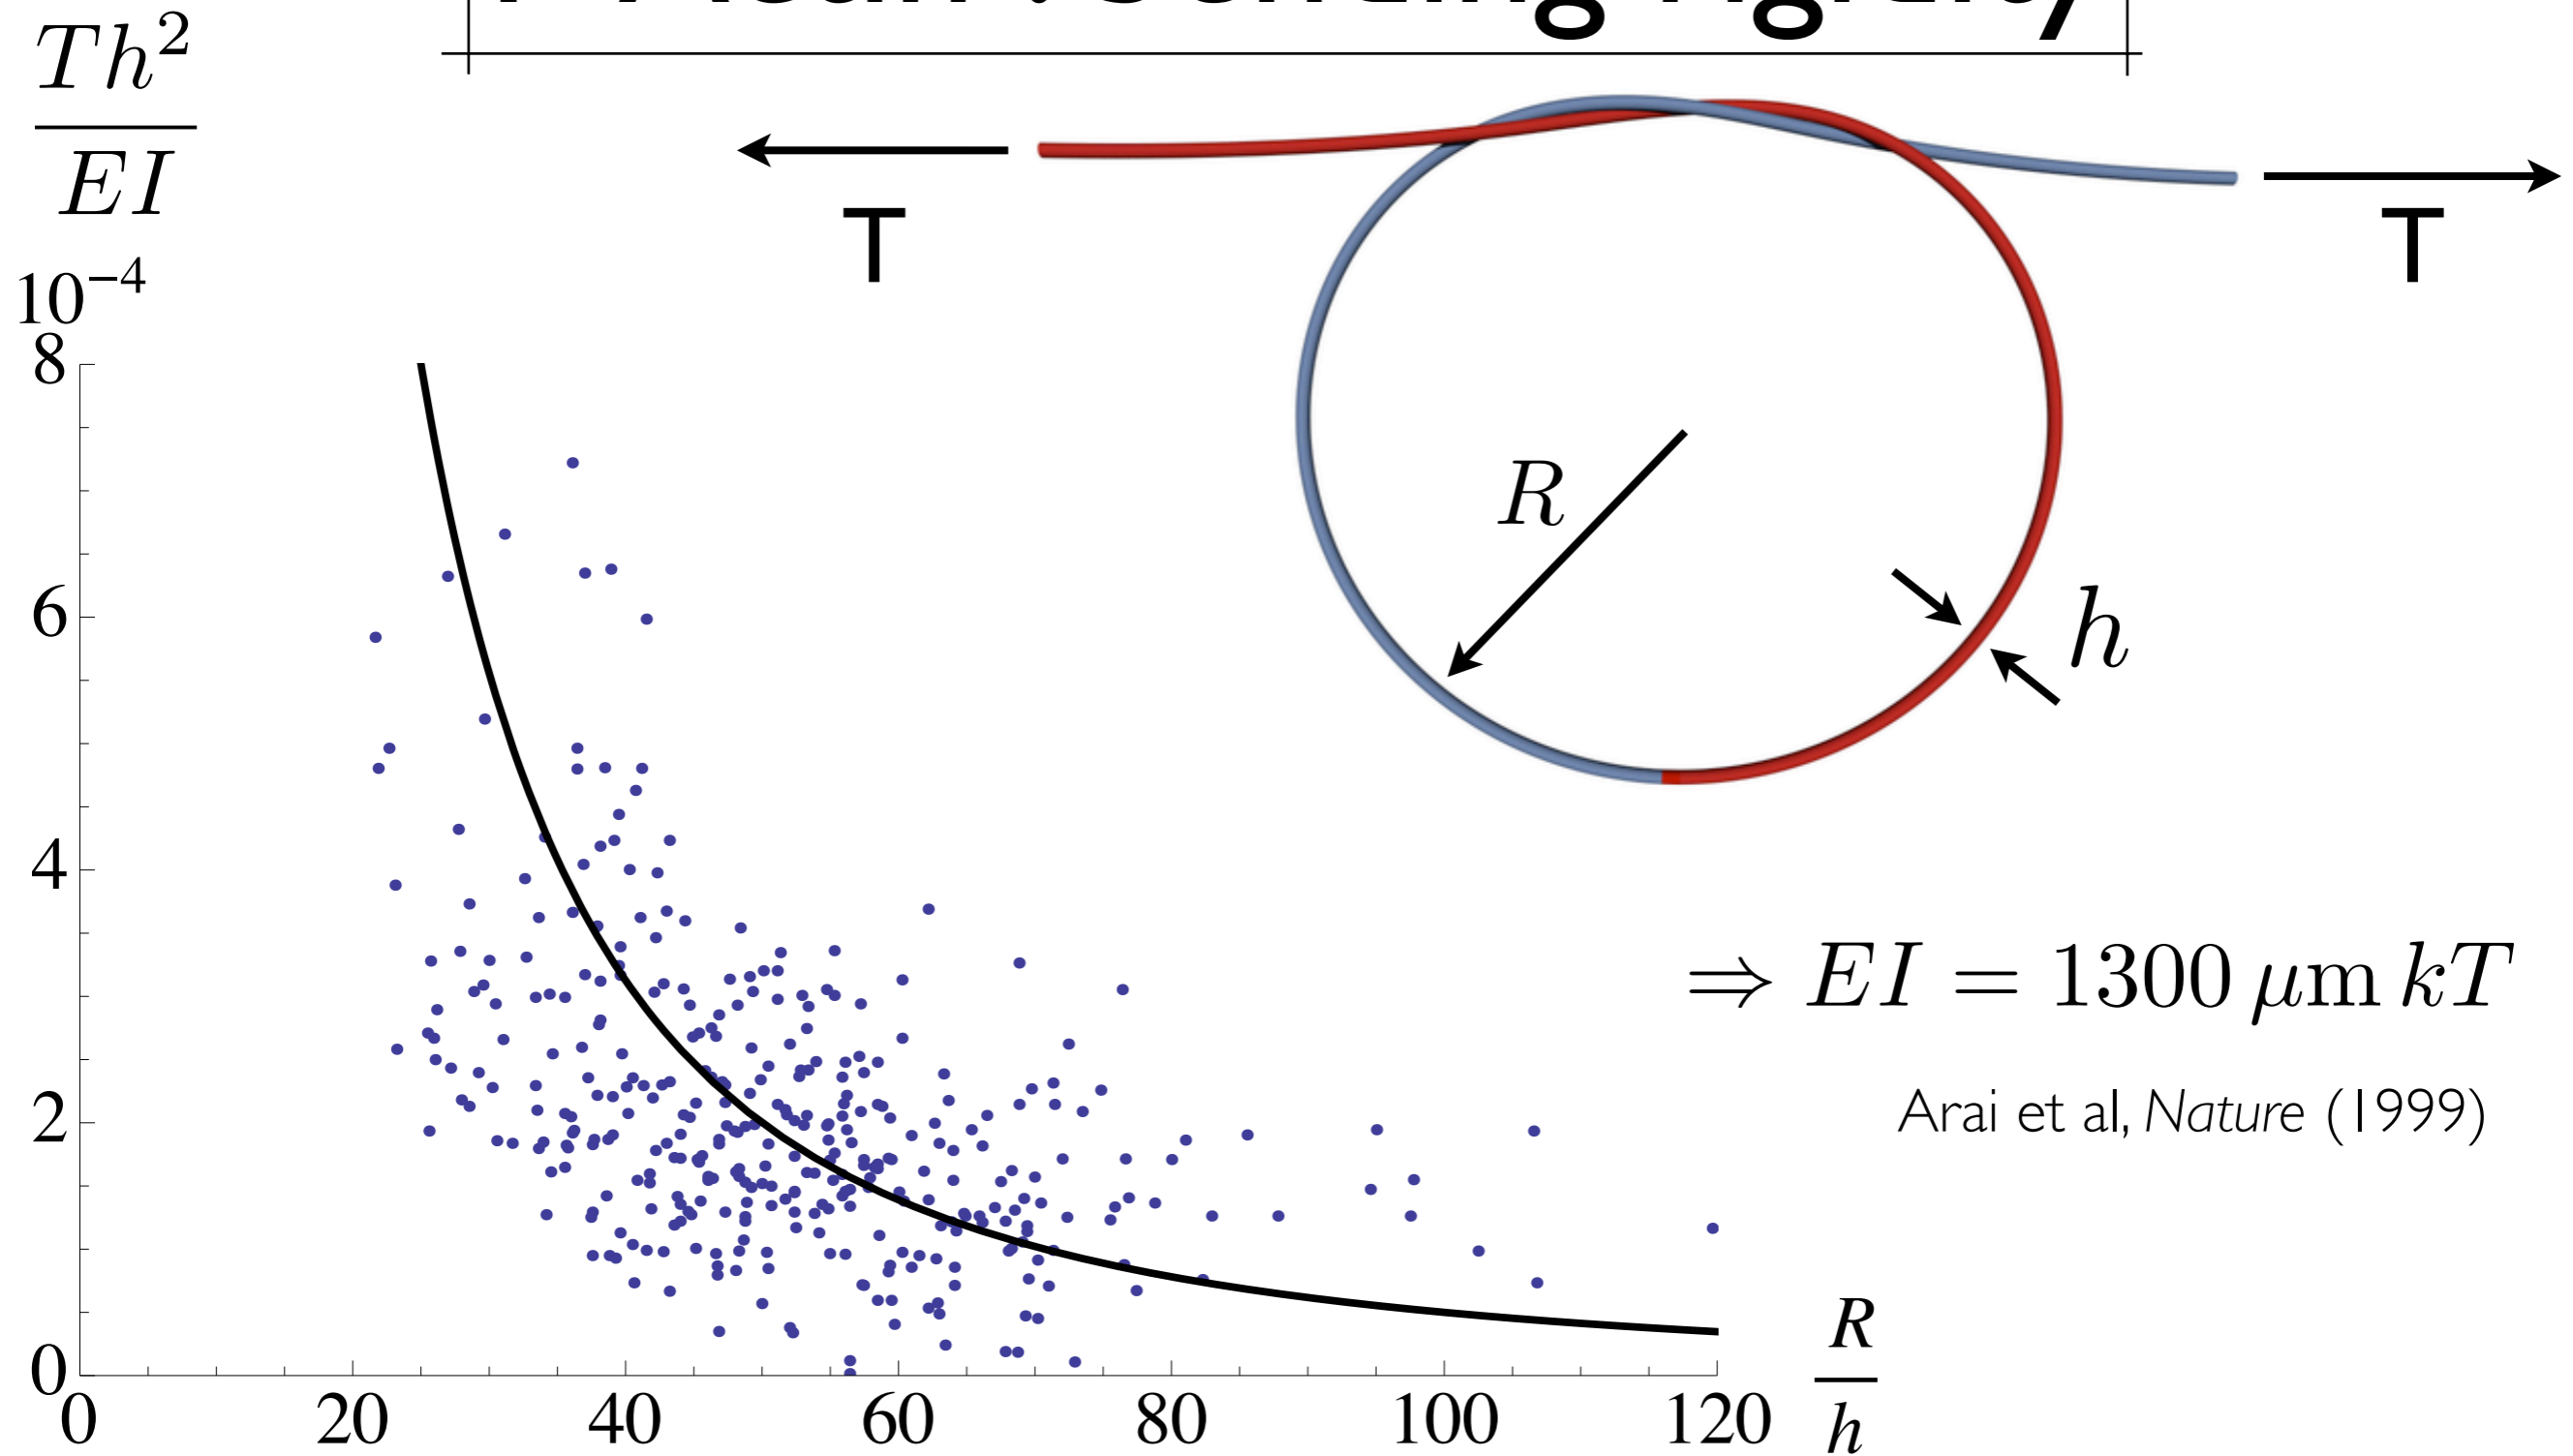 Th²
EI
10⁻⁴
T
T
R
h
8
6
4
2
0
⇒ EI = 1300 μm kT
Arai et al, Nature (1999)
0 20 40 60 80 100 120
R
h